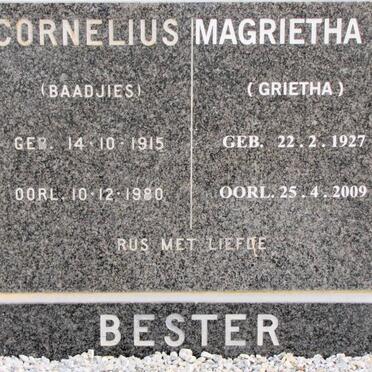 CORNELIUS MAGRIETHA
(BAADJIES) (GRIETHA)
GEB. 14·10·1915 GEB. 22.2.1927
OORL. 10·12·1980 OORL. 25.4.2009
RUS MET LIEFDE
BESTER